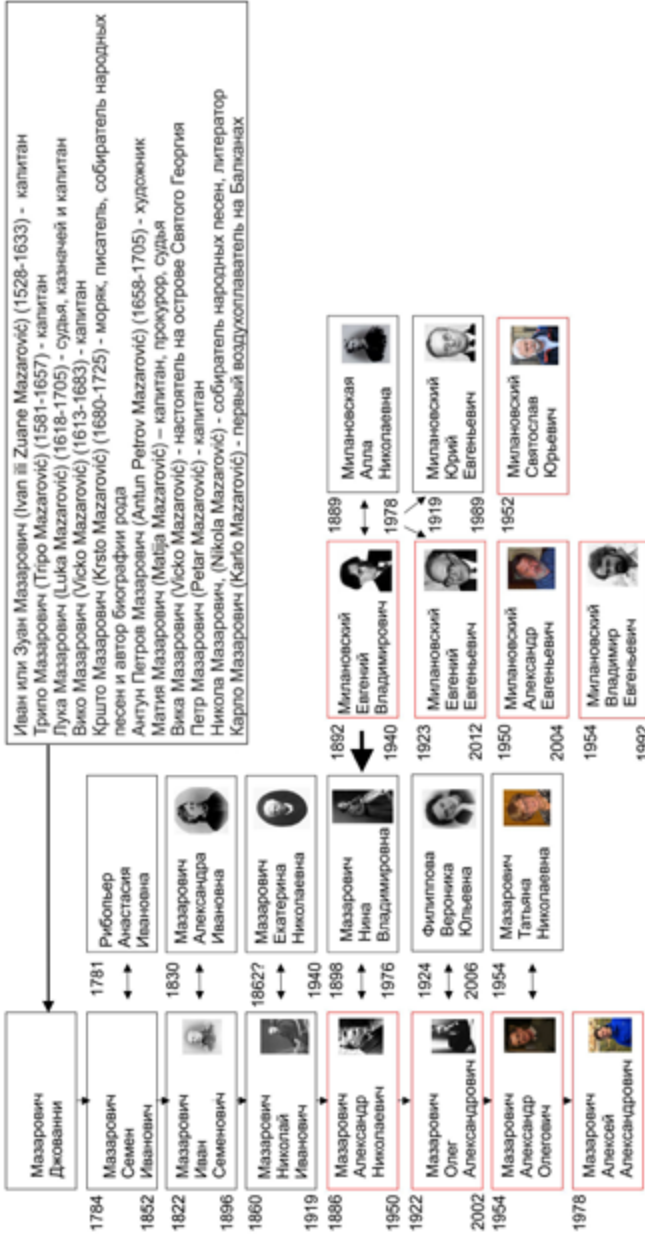 Иван или Зуан Мазарович (Ivan ili Zuane Mazarović) (1528-1633) - капитан
Трипо Мазарович (Tripo Mazarović) (1581-1657) - капитан
Лука Мазарович (Luka Mazarović) (1618-1705) - судья, казначей и капитан
Вико Мазарович (Vicko Mazarović) (1613-1683) - капитан
Кршто Мазарович (Krsto Mazarović) (1680-1725) - моряк, писатель, собиратель народных
песен и автор биографии рода
Антун Петров Мазарович (Antun Petrov Mazarović) (1658-1705) - художник
Матия Мазарович (Matija Mazarović) – капитан, прокурор, судья
Вика Мазарович (Vicko Mazarović) - настоятель на острове Святого Георгия
Петр Мазарович (Petar Mazarović) - капитан
Никола Мазарович, (Nikola Mazarović) - собиратель народных песен, литератор
Карло Мазарович (Karlo Mazarović) - первый воздухоплаватель на Балканах
Мазарович
Джованни
1784
Мазарович
Семен
Иванович
1852
1781
Рибопьер
Анастасия
Ивановна
1822
Мазарович
Иван
Семенович
1896
1830
Мазарович
Александра
Ивановна
1860
Мазарович
Николай
Иванович
1919
1862?
Мазарович
Екатерина
Николаевна
1940
1886
Мазарович
Александр
Николаевич
1950
1898
Мазарович
Нина
Владимировна
1976
1892
Милановский
Евгений
Владимирович
1940
1889
Милановская
Алла
Николаевна
1978
1922
Мазарович
Олег
Александрович
2002
1924
Филиппова
Вероника
Юльевна
2006
1923
Милановский
Евгений
Евгеньевич
2012
1919
Милановский
Юрий
Евгеньевич
1989
1954
Мазарович
Александр
Олегович
1954
Мазарович
Татьяна
Николаевна
1950
Милановский
Александр
Евгеньевич
2004
1952
Милановский
Святослав
Юрьевич
1978
Мазарович
Алексей
Александрович
1954
Милановский
Владимир
Евгеньевич
1992